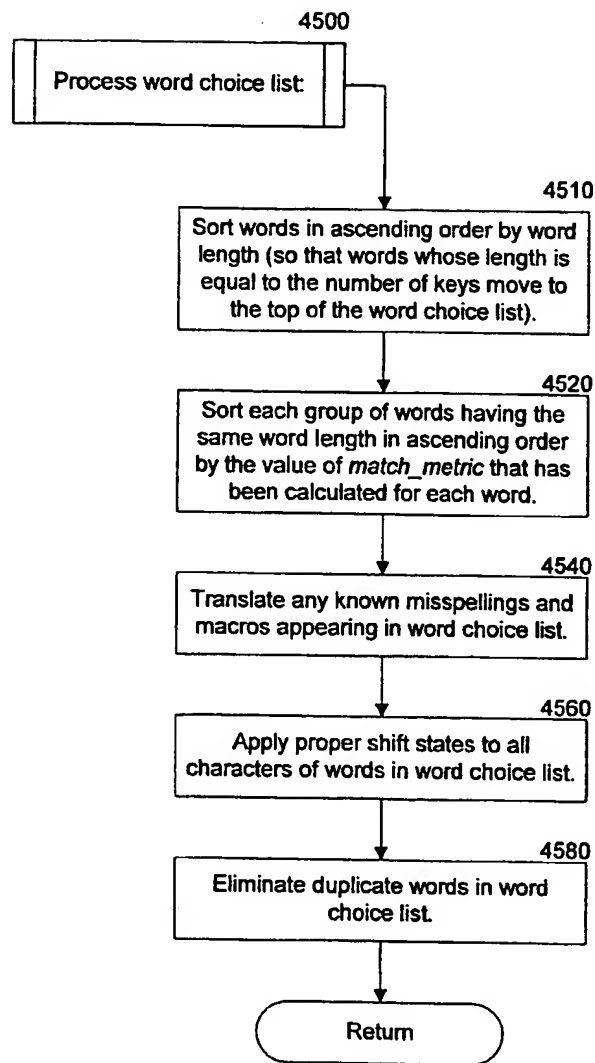 4500
Process word choice list:
4510
Sort words in ascending order by word
length (so that words whose length is
equal to the number of keys move to
the top of the word choice list).
4520
Sort each group of words having the
same word length in ascending order
by the value of match_metric that has
been calculated for each word.
4540
Translate any known misspellings and
macros appearing in word choice list.
4560
Apply proper shift states to all
characters of words in word choice list.
4580
Eliminate duplicate words in word
choice list.
Return